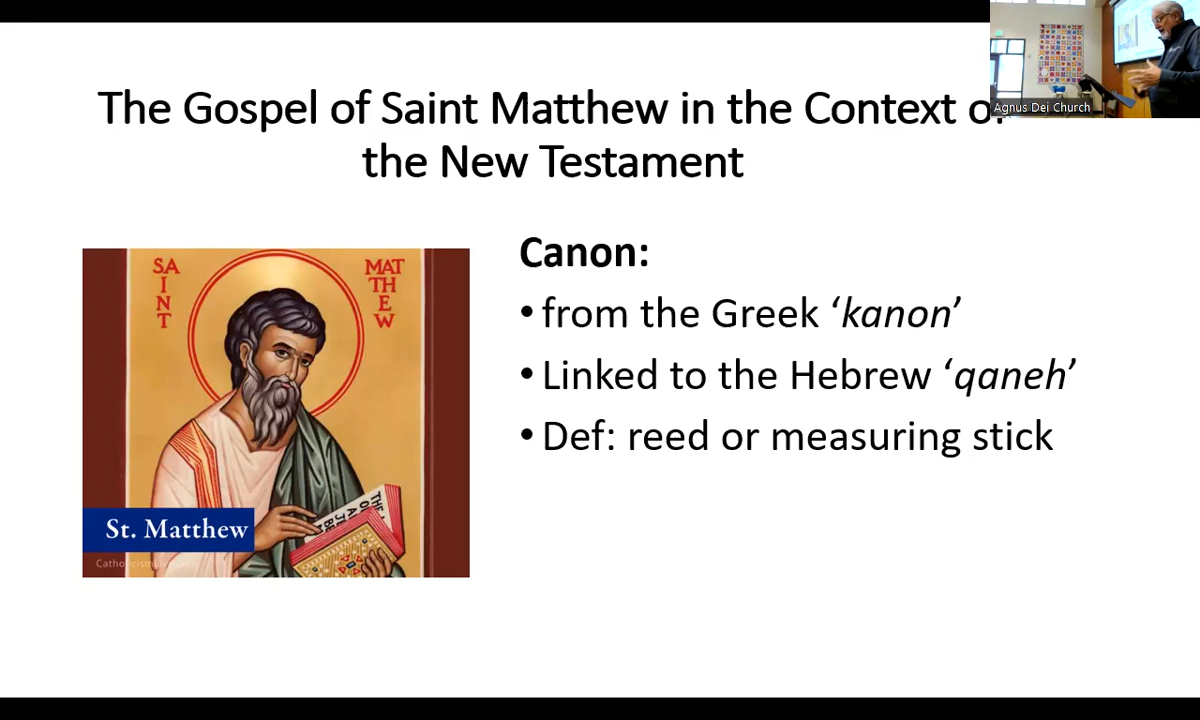 The Gospel of Saint Matthew in the Context of
the New Testament
Agnus Dei Church
Canon:
• from the Greek ‘kanon’
• Linked to the Hebrew ‘qaneh’
• Def: reed or measuring stick
SA
I
N
T
MAT
TH
E
W
THE
St. Matthew